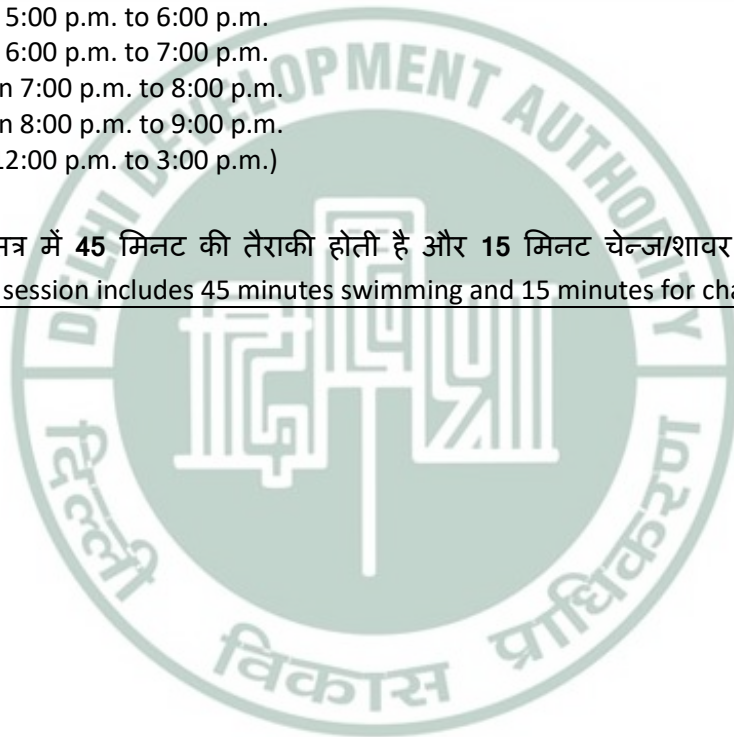 5:00 p.m. to 6:00 p.m.
6:00 p.m. to 7:00 p.m.
7:00 p.m. to 8:00 p.m.
8:00 p.m. to 9:00 p.m.
12:00 p.m. to 3:00 p.m.)
में 45 मिनट की तैराकी होती है और 15 मिनट चेन्ज/शावर
session includes 45 minutes swimming and 15 minutes for
DELHI DEVELOPMENT AUTHORITY
दिल्ली विकास प्राधिकरण